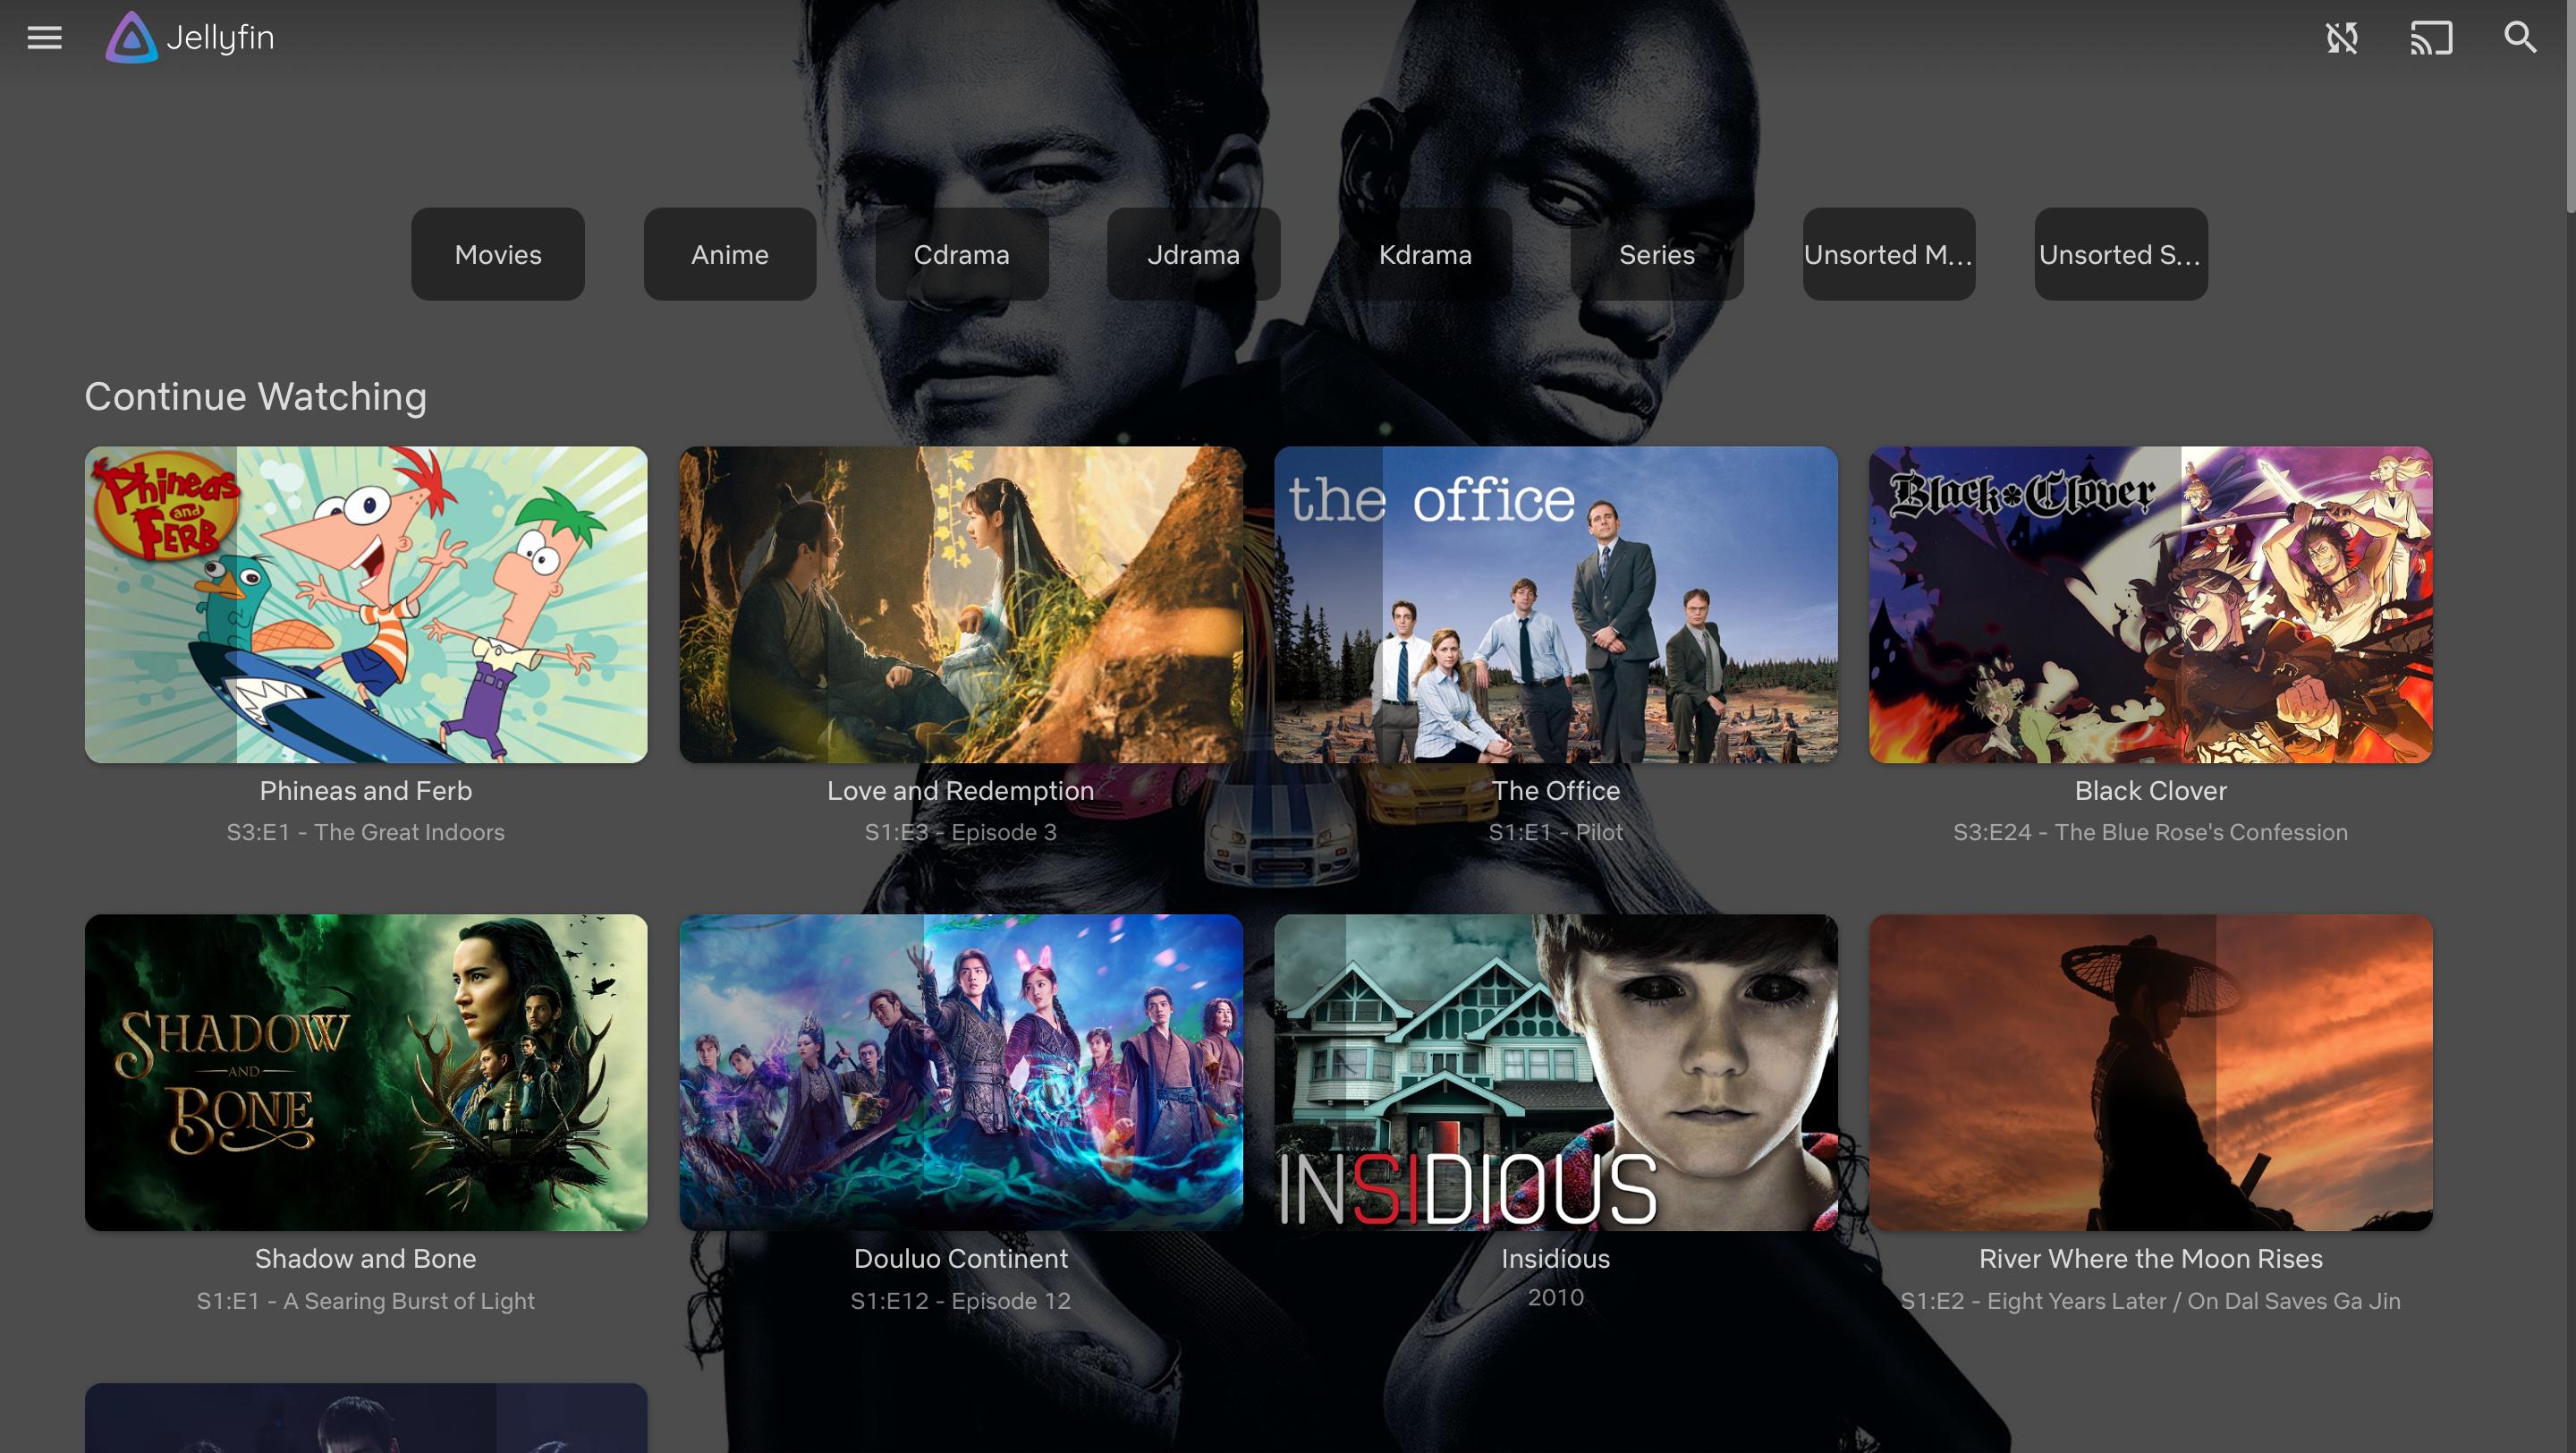 Jellyfin
Movies
Anime
Cdrama
Jdrama
Kdrama
Series
Unsorted M...
Unsorted S...
Continue Watching
Phineas
and
FERB
the office
Black Clover
Phineas and Ferb
Love and Redemption
The Office
Black Clover
S3:E1 - The Great Indoors
S1:E3 - Episode 3
S1:E1 - Pilot
S3:E24 - The Blue Rose's Confession
SHADOW
AND
BONE
INSIDIOUS
Shadow and Bone
Douluo Continent
Insidious
River Where the Moon Rises
S1:E1 - A Searing Burst of Light
S1:E12 - Episode 12
2010
S1:E2 - Eight Years Later / On Dal Saves Ga Jin